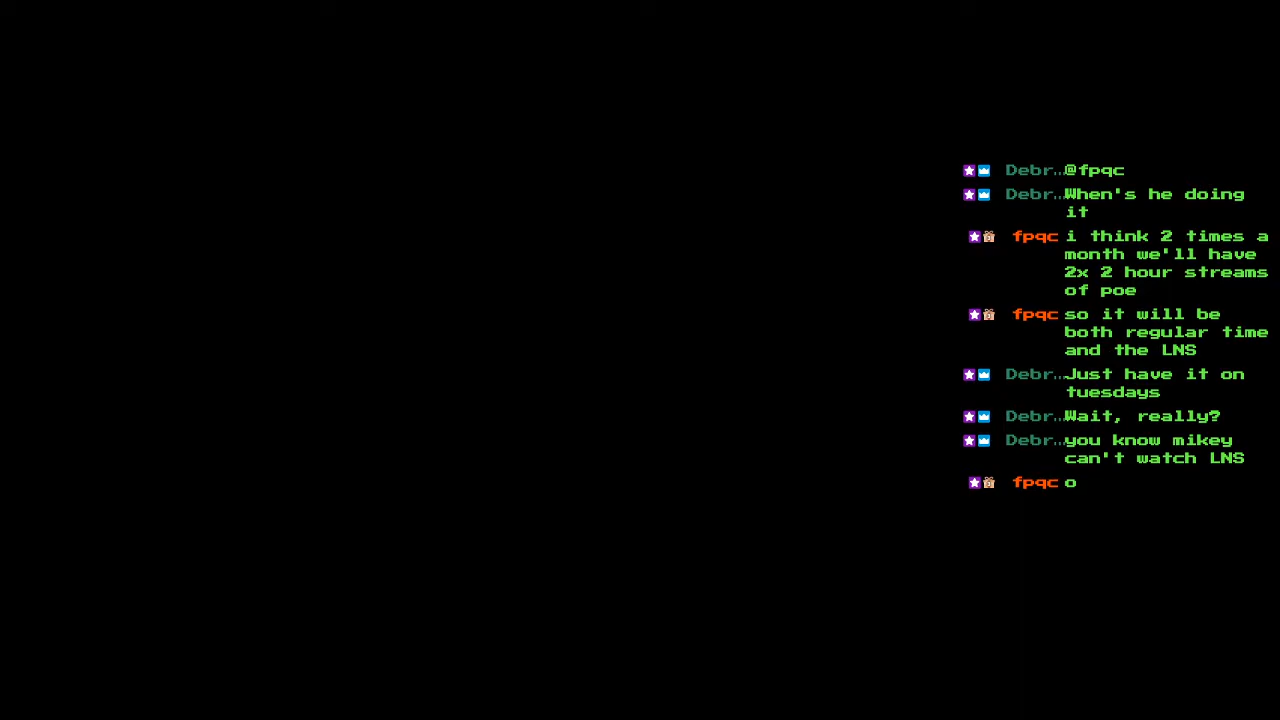 Debr…@fpqc
Debr…When's he doing
it
fpqc i think 2 times a
month we'll have
2x 2 hour streams
of poe
fpqc so it will be
both regular time
and the LNS
Debr…Just have it on
tuesdays
Debr…Wait, really?
Debr…you know mikey
can't watch LNS
fpqc o